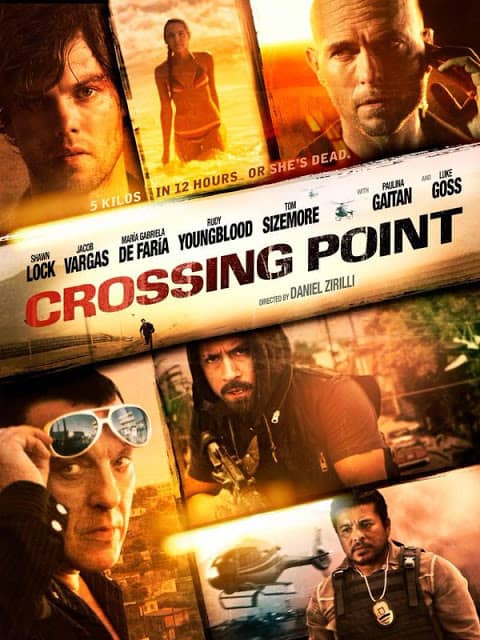 5 KILOS IN 12 HOURS... OR SHE'S DEAD.
SHAWN LOCK JACOB VARGAS MARÍA GABRIELA DE FARÍA RUDY YOUNGBLOOD TOM SIZEMORE WITH PAULINA GAITAN AND LUKE GOSS
CROSSING POINT
DIRECTED BY DANIEL ZIRILLI